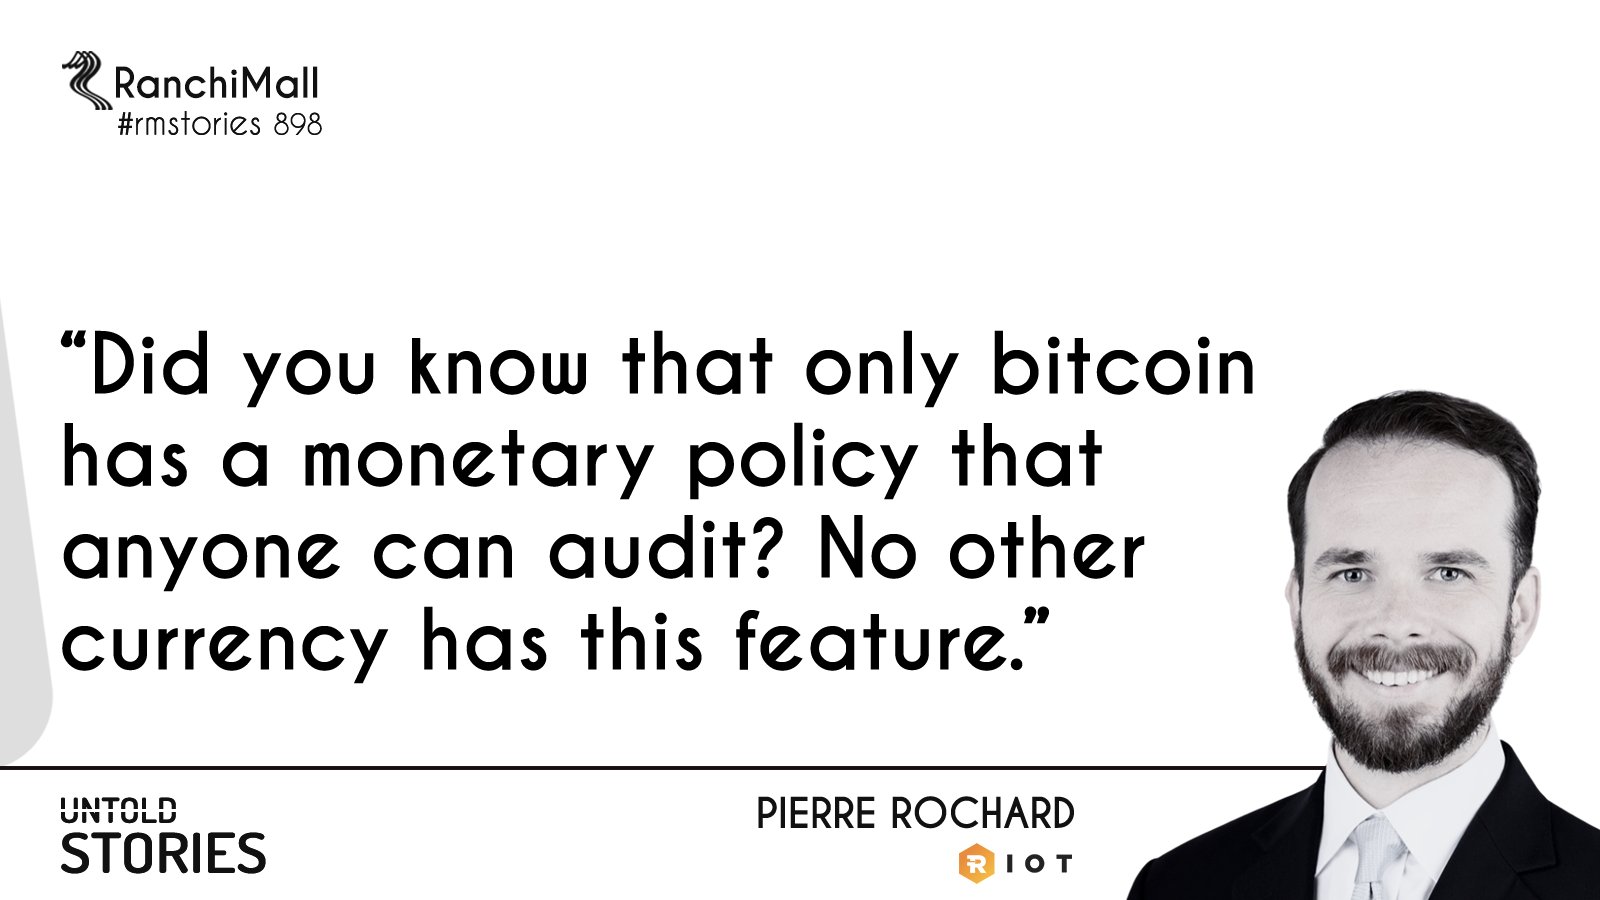 RanchiMall
#rmstories 898
“Did you know that only bitcoin
has a monetary policy that
anyone can audit? No other
currency has this feature.”
UNTOLD
STORIES
PIERRE ROCHARD
RIOT